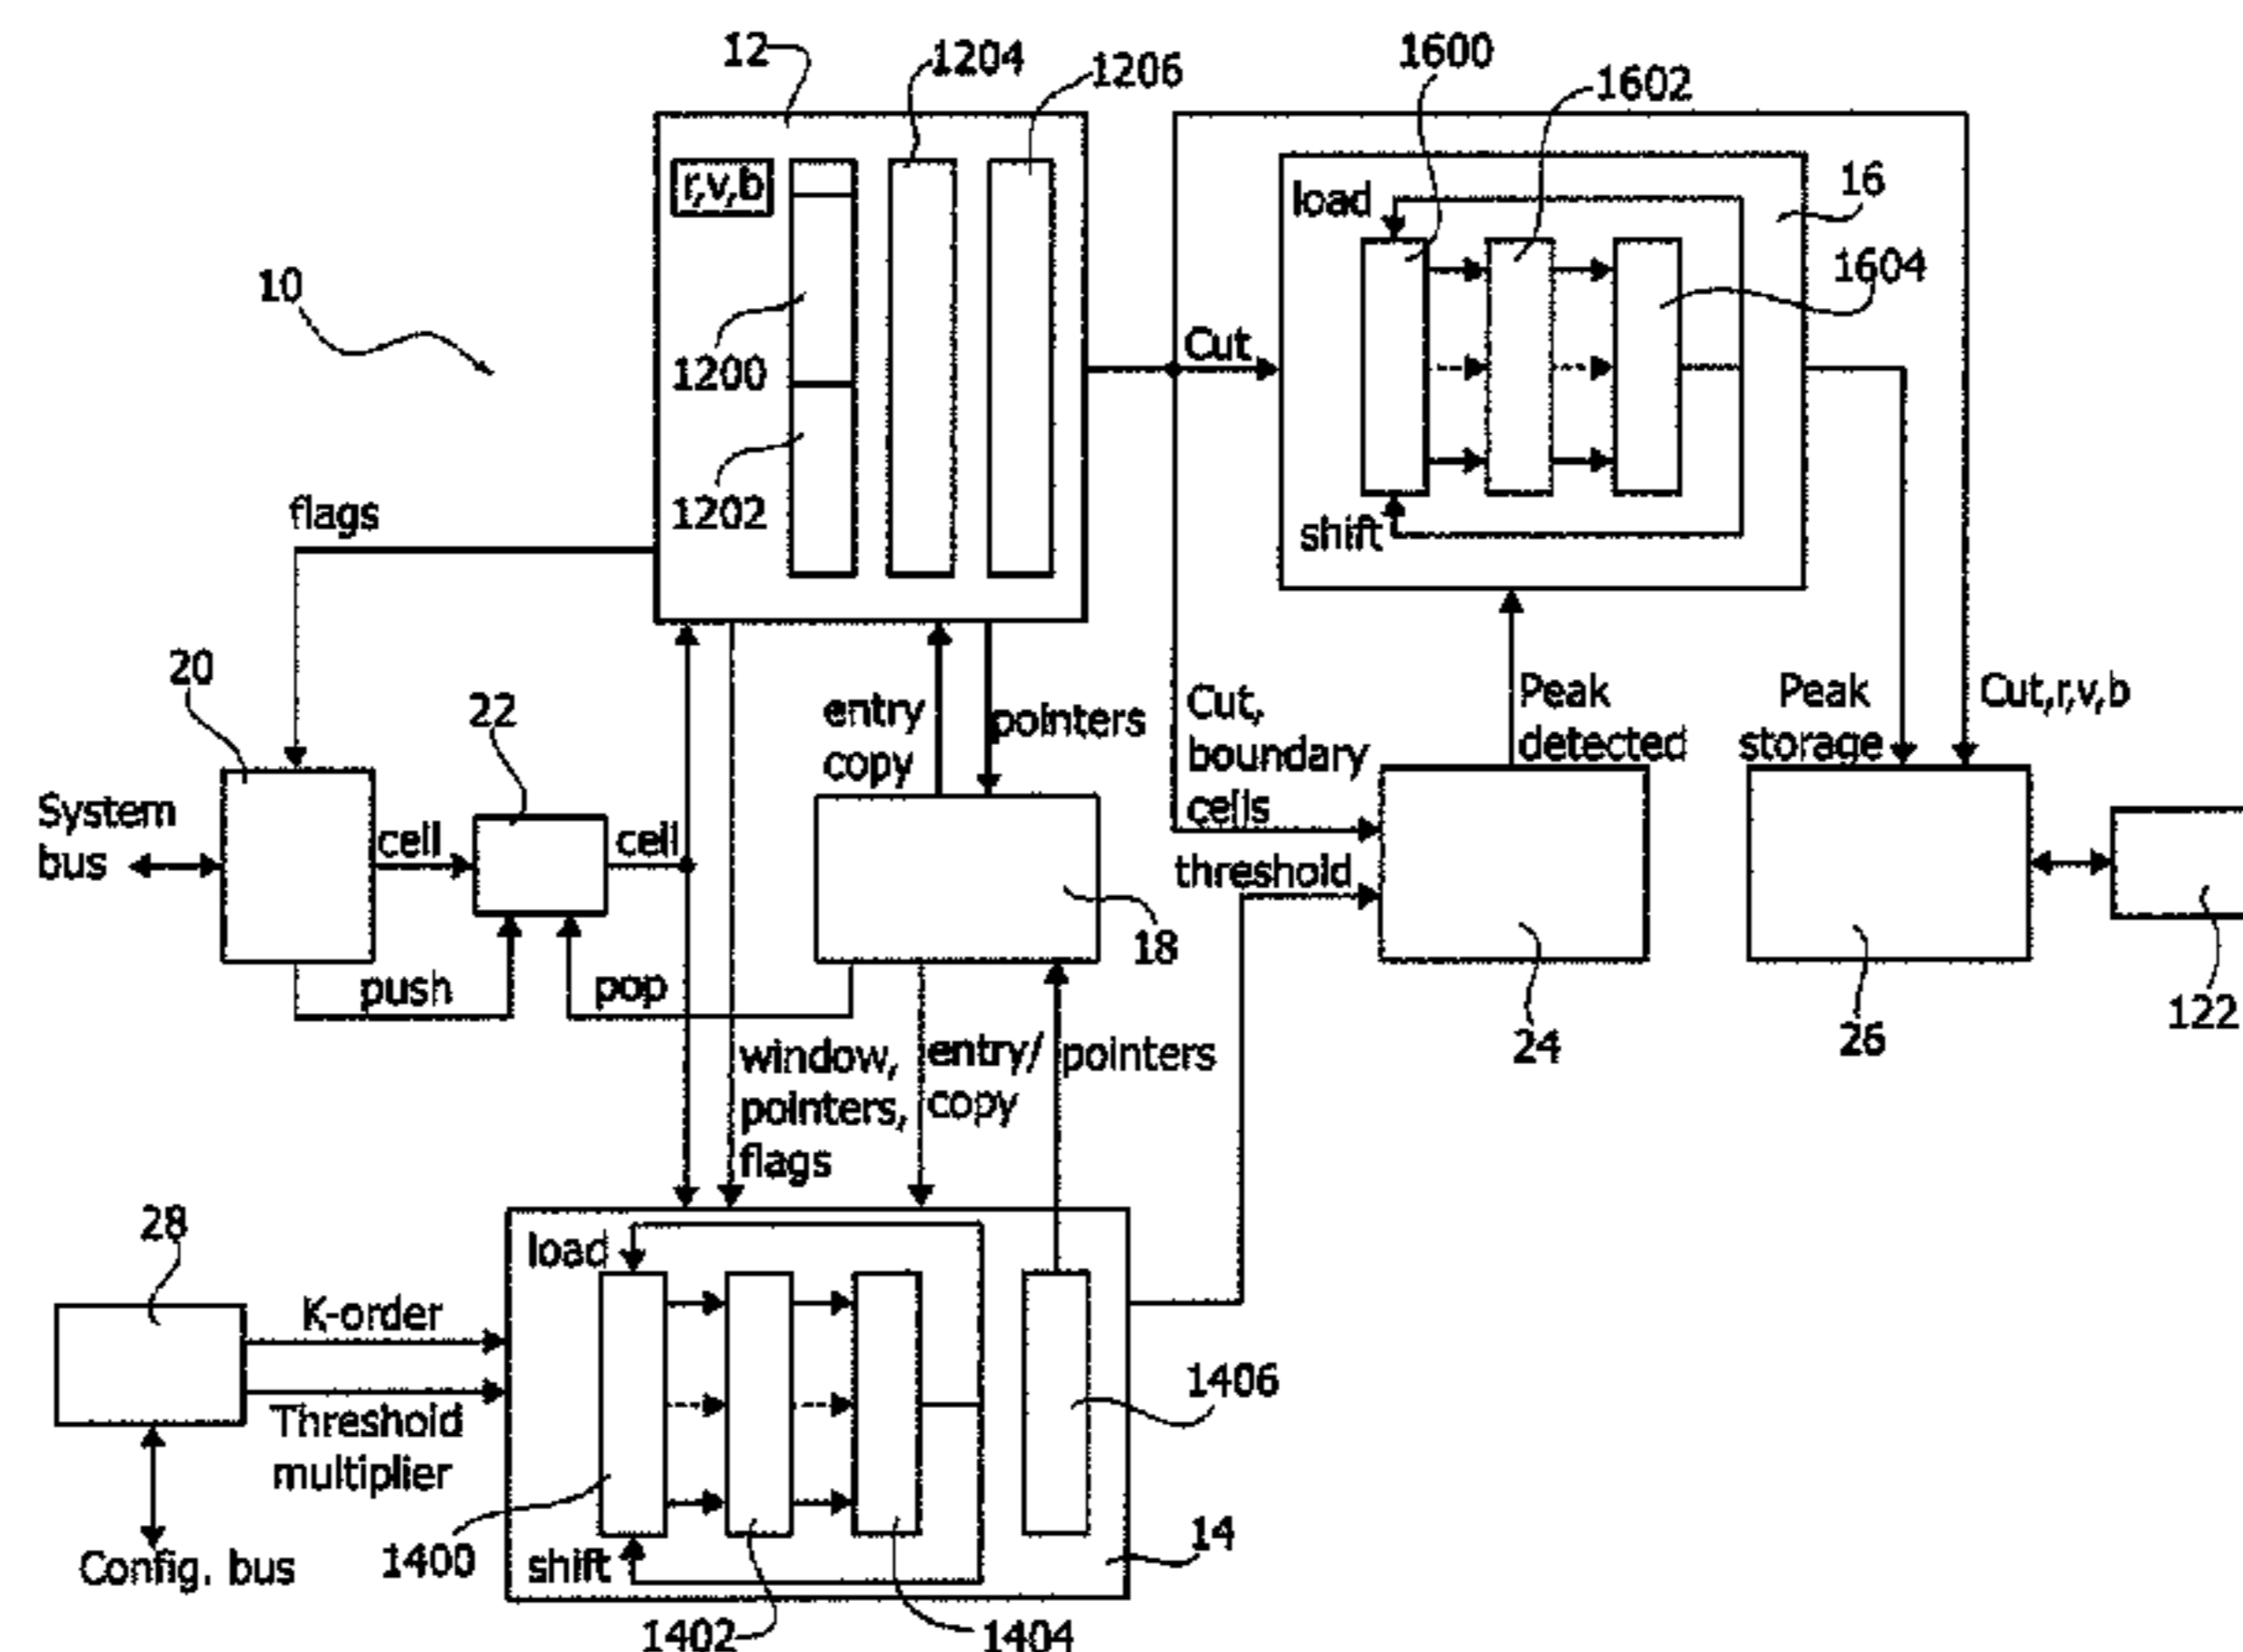 12
1204
1206
1600
1602
r,v,b
load
16
1604
10
1200
Cut
1202
flags
shift
20
22
entry
copy
pointers
Cut,
boundary
cells
Peak
detected
Peak
storage
Cut,r,v,b
System
bus
cell
cell
threshold
18
push
pop
24
26
122
window,
pointers,
flags
entry/
copy
pointers
28
load
K-order
Threshold
multiplier
1406
Config. bus
1400
shift
14
1402
1404